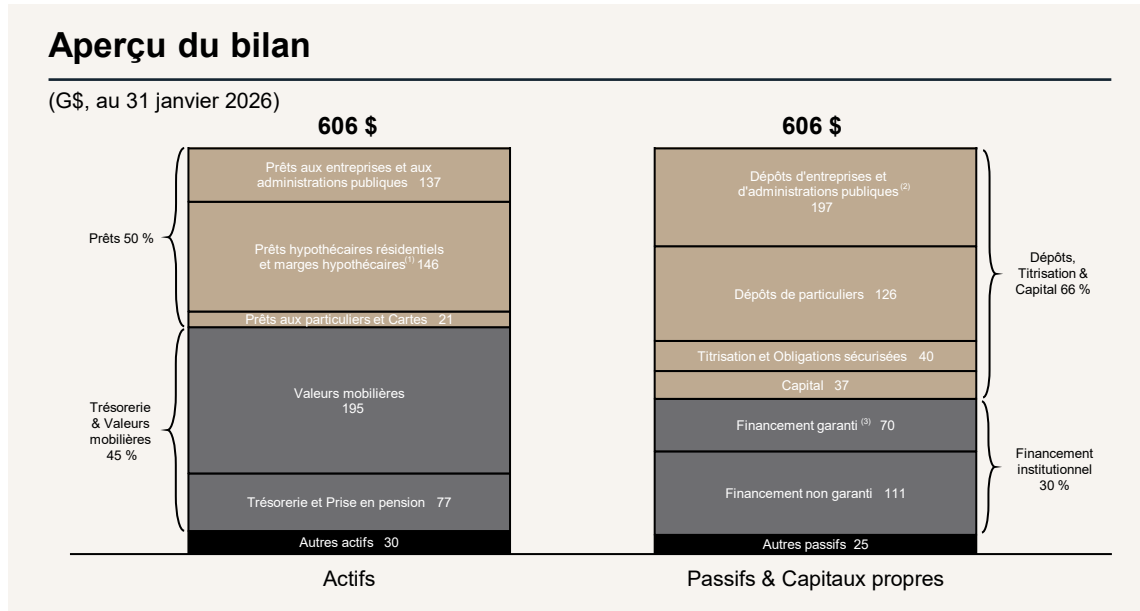 Aperçu du bilan
(G$, au 31 janvier 2026)
606 $
Prêts aux entreprises et aux
administrations publiques 137
Prêts hypothécaires résidentiels
et marges hypothécaires(1) 146
Prêts aux particuliers et Cartes 21
Valeurs mobilières
195
Trésorerie et Prise en pension 77
Autres actifs 30
Prêts 50 %
Trésorerie
& Valeurs
mobilières
45 %
Actifs
606 $
Dépôts d'entreprises et
d'administrations publiques (2)
197
Dépôts de particuliers 126
Titrisation et Obligations sécurisées 40
Capital 37
Financement garanti (3) 70
Financement non garanti 111
Autres passifs 25
Dépôts,
Titrisation &
Capital 66 %
Financement
institutionnel
30 %
Passifs & Capitaux propres